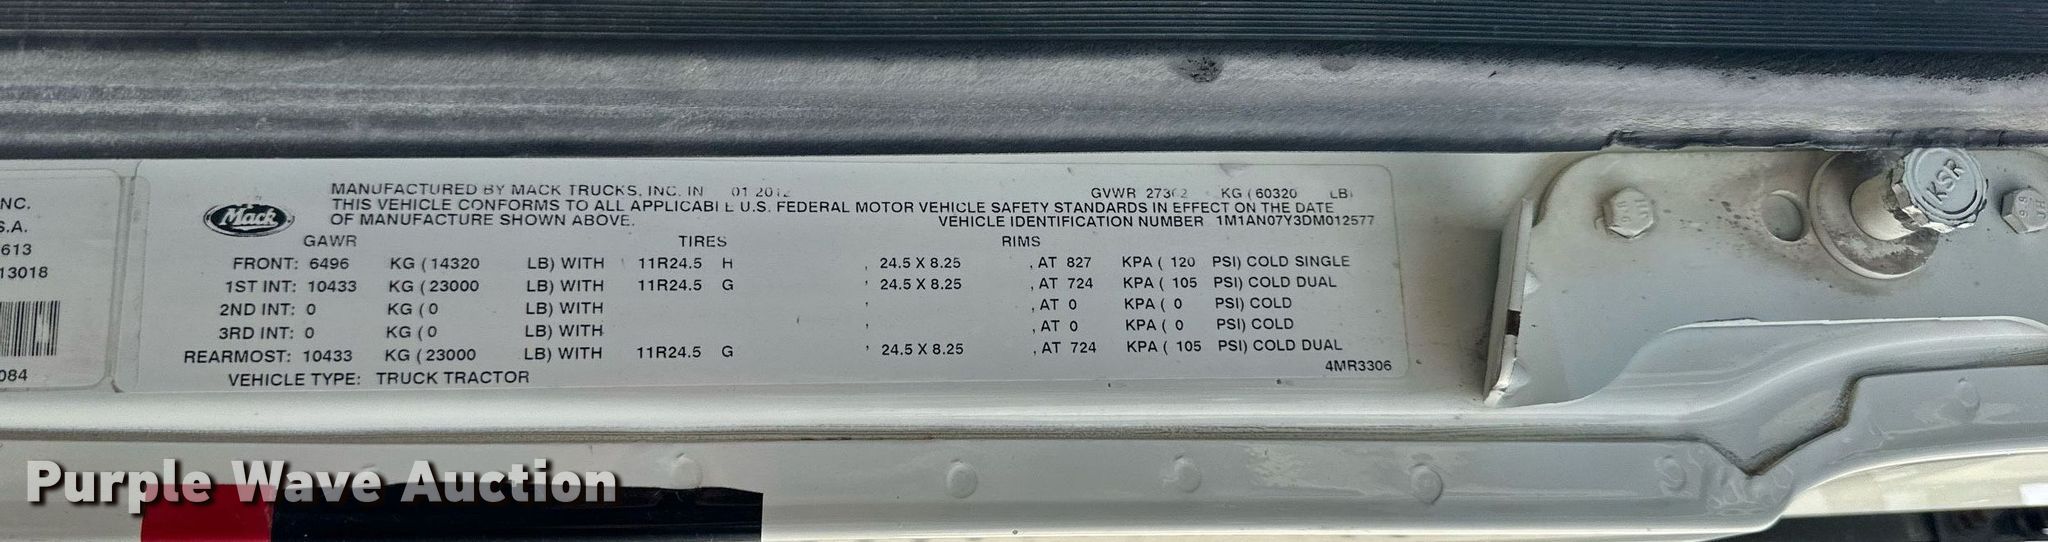 NC.
S.A.
613
13018
084
Mack
MANUFACTURED BY MACK TRUCKS, INC. IN 01 2012
GVWR KG (60320 LB)
THIS VEHICLE CONFORMS TO ALL APPLICABLE U.S. FEDERAL MOTOR VEHICLE SAFETY STANDARDS IN EFFECT ON THE DATE
OF MANUFACTURE SHOWN ABOVE. VEHICLE IDENTIFICATION NUMBER 1M1AN07Y3DM012577
GAWR TIRES RIMS
FRONT: 6496 KG (14320 LB) WITH 11R24.5 H , 24.5 X 8.25 , AT 827 KPA ( 120 PSI) COLD SINGLE
1ST INT: 10433 KG (23000 LB) WITH 11R24.5 G , 24.5 X 8.25 , AT 724 KPA ( 105 PSI) COLD DUAL
2ND INT: 0 KG (0 LB) WITH , , AT 0 KPA ( 0 PSI) COLD
3RD INT: 0 KG (0 LB) WITH , , AT 0 KPA ( 0 PSI) COLD
REARMOST: 10433 KG (23000 LB) WITH 11R24.5 G , 24.5 X 8.25 , AT 724 KPA ( 105 PSI) COLD DUAL
VEHICLE TYPE: TRUCK TRACTOR 4MR3306
KSR
9.8
JH
9.8
JH
Purple Wave Auction